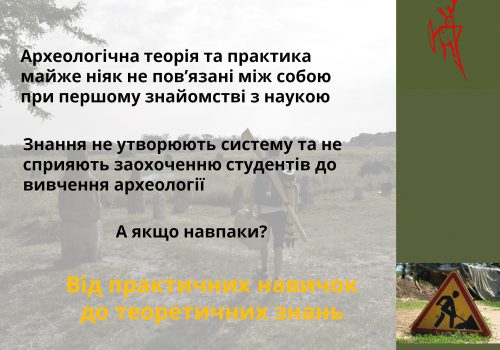 Археологічна теорія та практика
майже ніяк не пов’язані між собою
при першому знайомстві з наукою
Знання не утворюють систему та не
сприяють заохоченню студентів до
вивчення археології
А якщо навпаки?
Від практичних навичок
до теоретичних знань